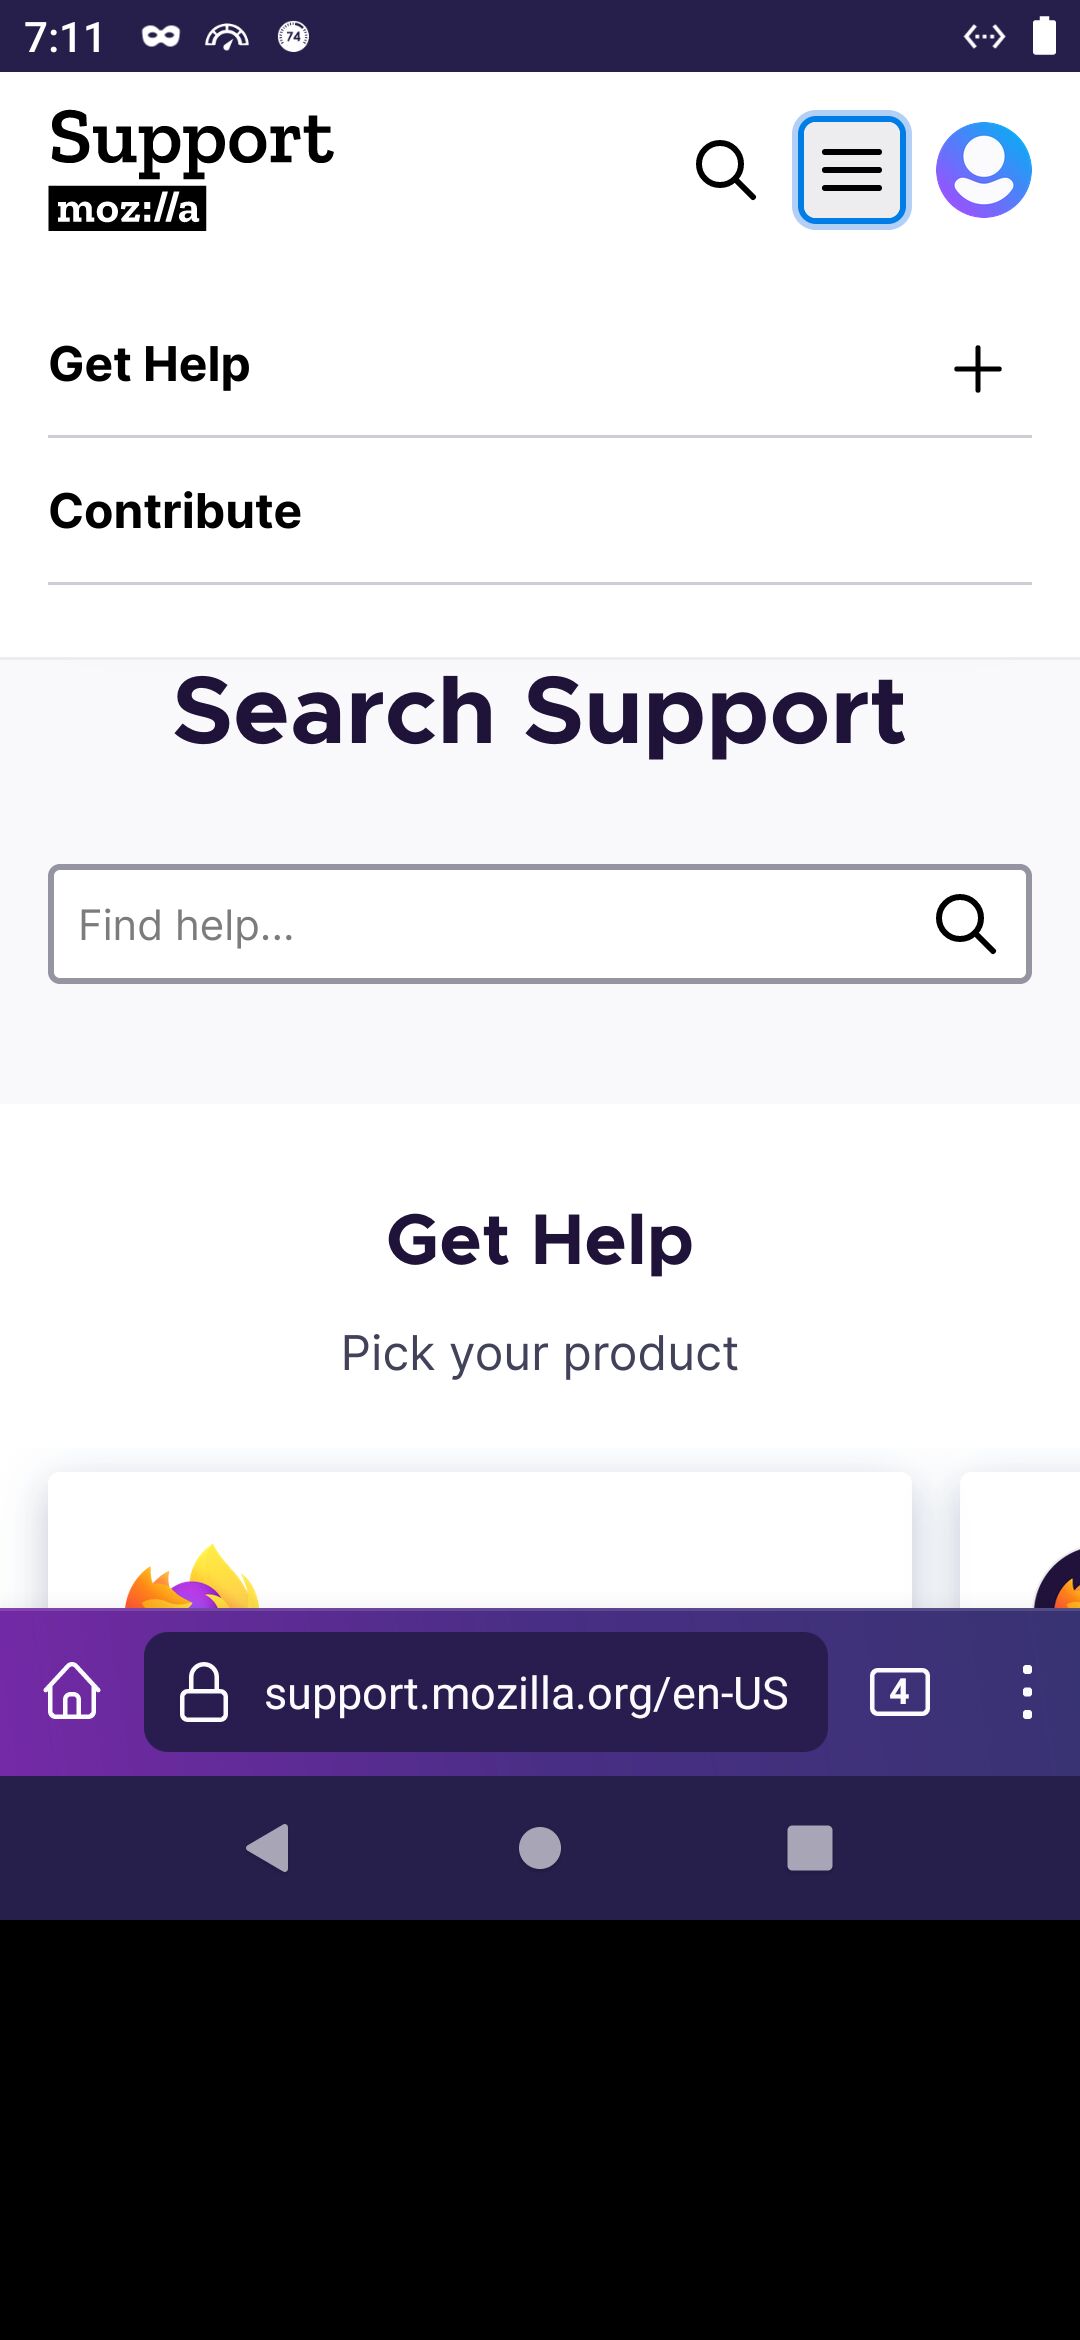 7:11
74
Support
moz://a
Get Help
Contribute
Search Support
Find help...
Get Help
Pick your product
support.mozilla.org/en-US
4